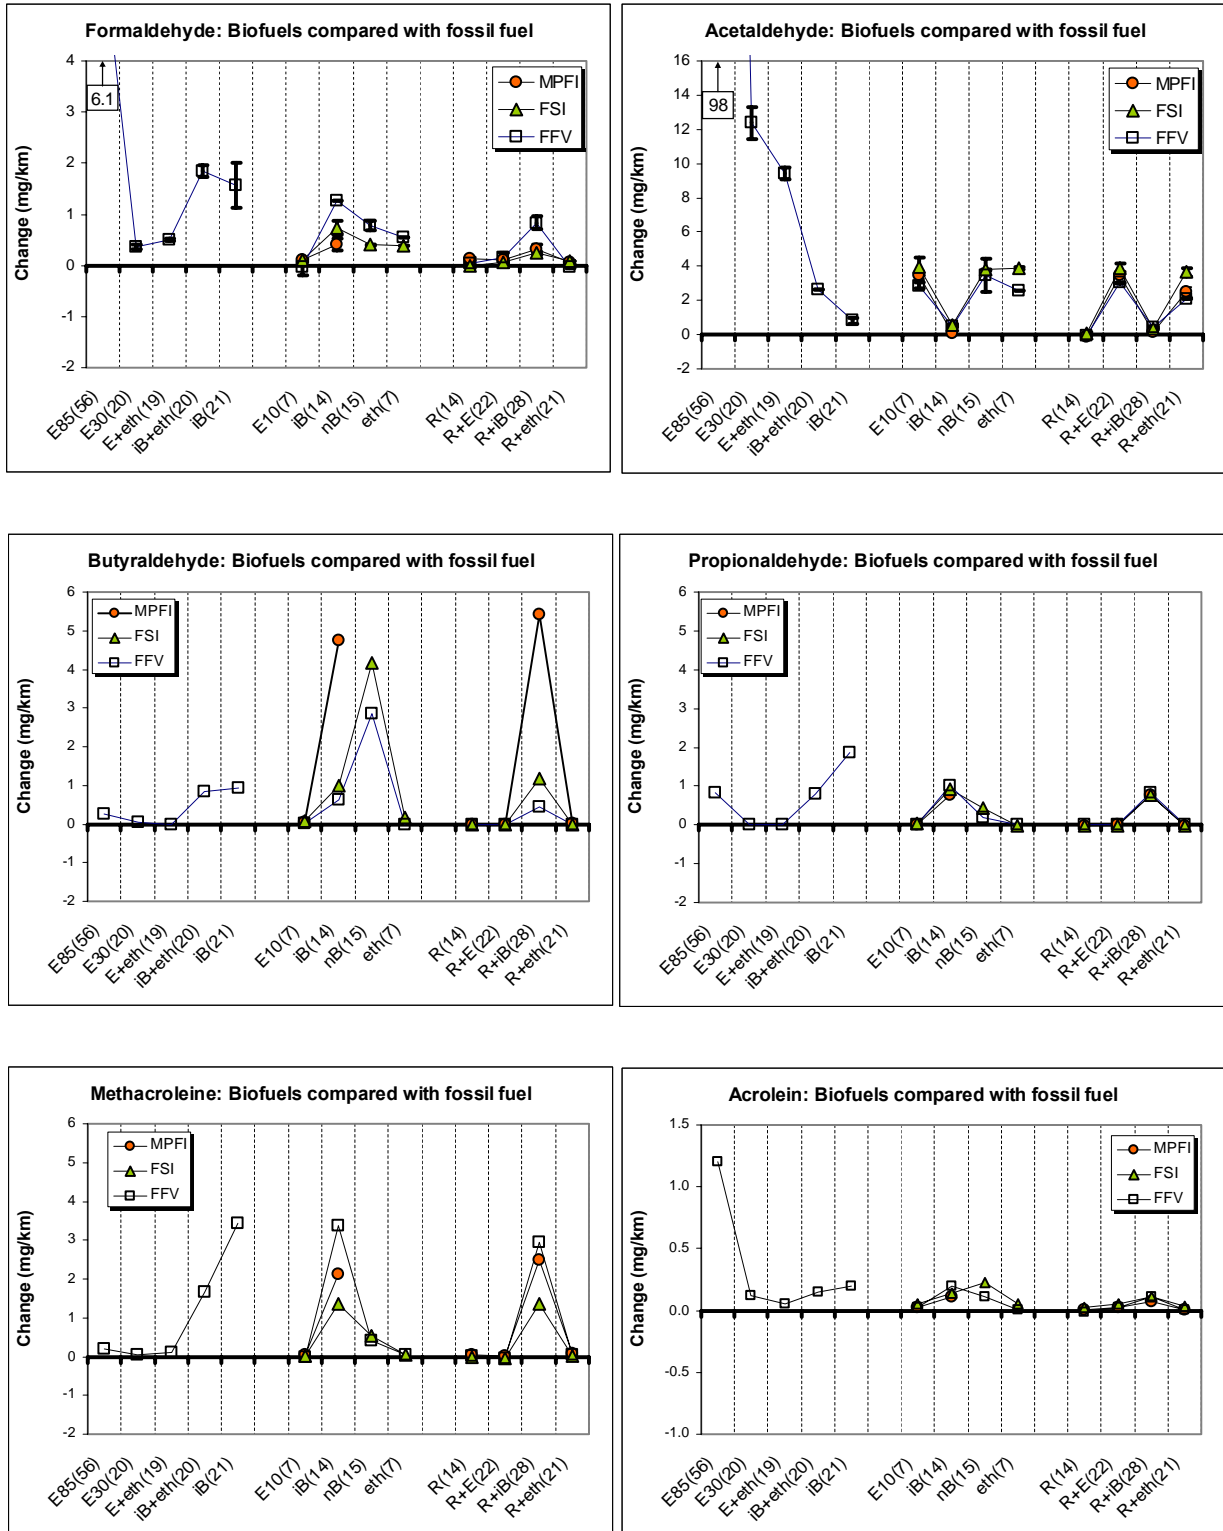 Formaldehyde: Biofuels compared with fossil fuel
4
3
2
1
0
-1
-2
Change (mg/km)
6.1
MPFI
FSI
FFV
E85(56)
E30(20)
E+eth(19)
iB+eth(20)
iB(21)
E10(7)
iB(14)
nB(15)
eth(7)
R(14)
R+E(22)
R+iB(28)
R+eth(21)
Acetaldehyde: Biofuels compared with fossil fuel
16
14
12
10
8
6
4
2
0
-2
Change (mg/km)
98
MPFI
FSI
FFV
E85(56)
E30(20)
E+eth(19)
iB+eth(20)
iB(21)
E10(7)
iB(14)
nB(15)
eth(7)
R(14)
R+E(22)
R+iB(28)
R+eth(21)
Butyraldehyde: Biofuels compared with fossil fuel
6
5
4
3
2
1
0
-1
-2
Change (mg/km)
MPFI
FSI
FFV
E85(56)
E30(20)
E+eth(19)
iB+eth(20)
iB(21)
E10(7)
iB(14)
nB(15)
eth(7)
R(14)
R+E(22)
R+iB(28)
R+eth(21)
Propionaldehyde: Biofuels compared with fossil fuel
6
5
4
3
2
1
0
-1
-2
Change (mg/km)
MPFI
FSI
FFV
E85(56)
E30(20)
E+eth(19)
iB+eth(20)
iB(21)
E10(7)
iB(14)
nB(15)
eth(7)
R(14)
R+E(22)
R+iB(28)
R+eth(21)
Methacroleine: Biofuels compared with fossil fuel
6
5
4
3
2
1
0
-1
-2
Change (mg/km)
MPFI
FSI
FFV
E85(56)
E30(20)
E+eth(19)
iB+eth(20)
iB(21)
E10(7)
iB(14)
nB(15)
eth(7)
R(14)
R+E(22)
R+iB(28)
R+eth(21)
Acrolein: Biofuels compared with fossil fuel
1.5
1.0
0.5
0.0
-0.5
-1.0
Change (mg/km)
MPFI
FSI
FFV
E85(56)
E30(20)
E+eth(19)
iB+eth(20)
iB(21)
E10(7)
iB(14)
nB(15)
eth(7)
R(14)
R+E(22)
R+iB(28)
R+eth(21)